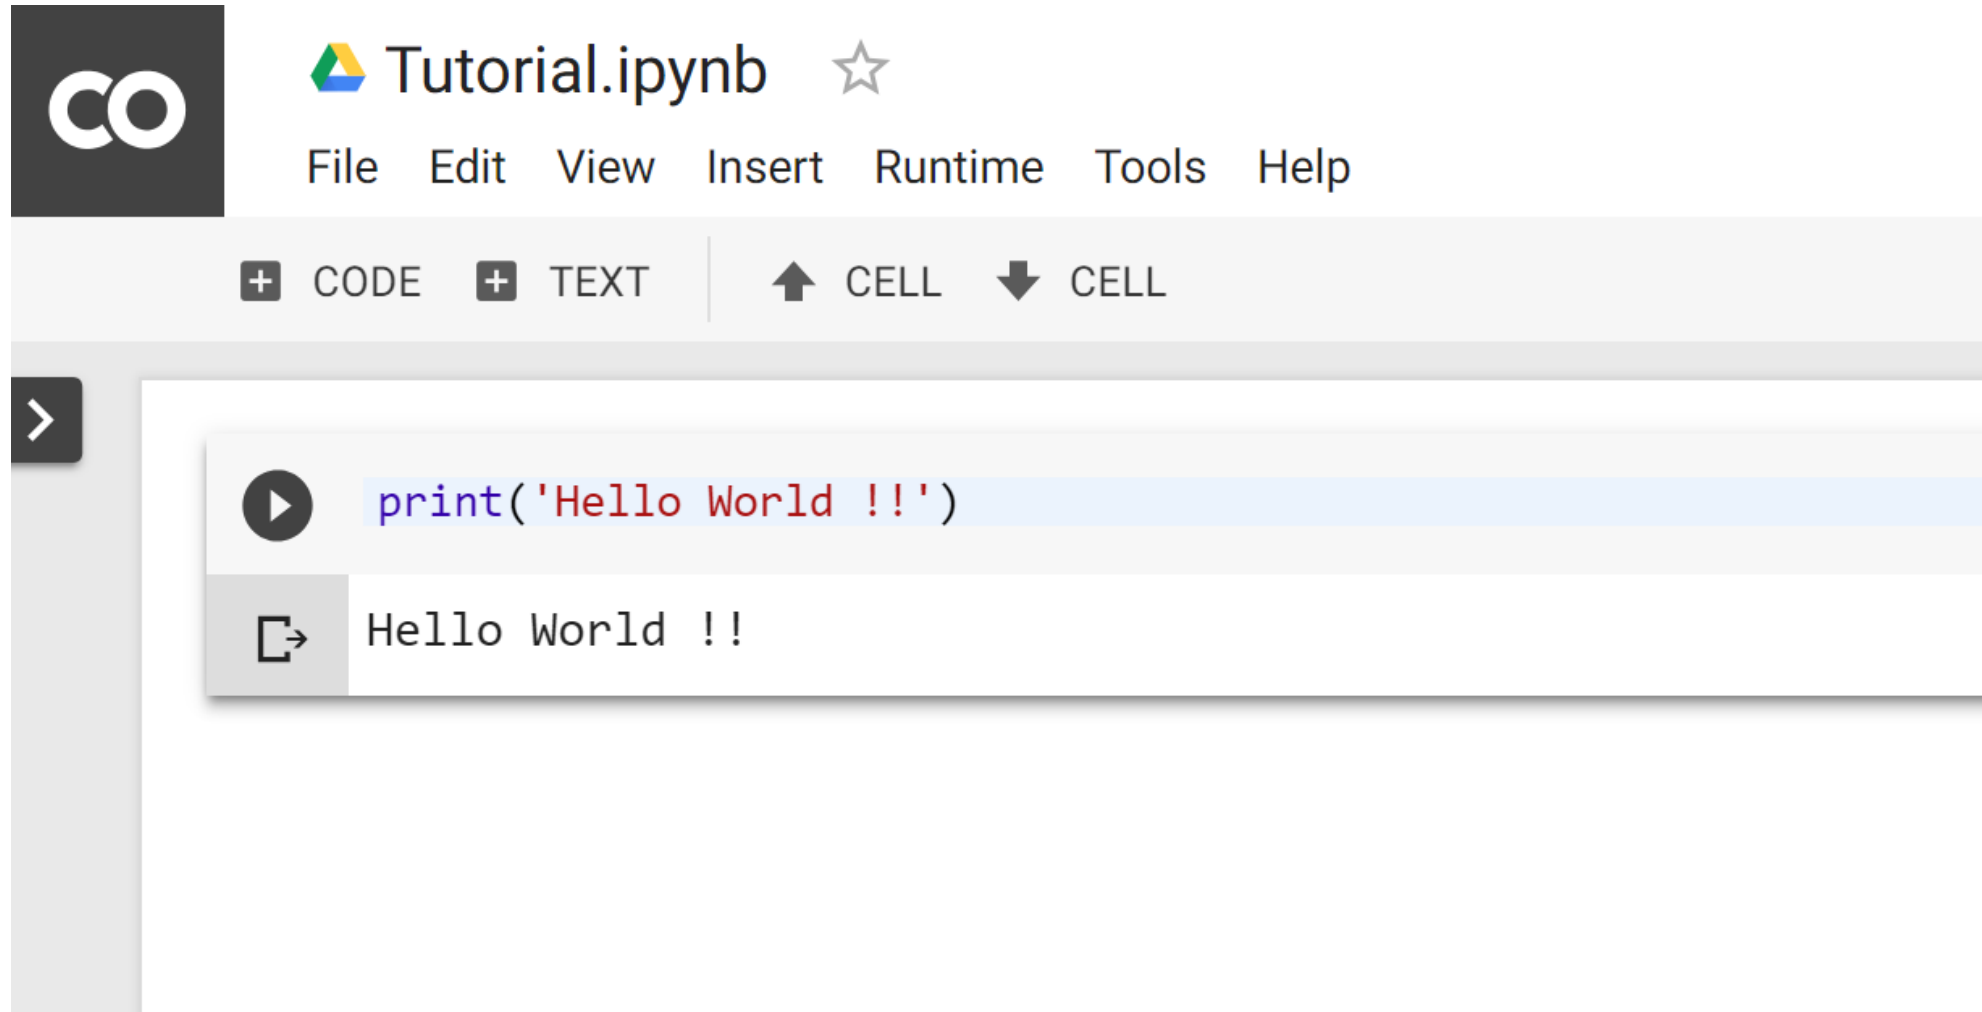 CO
Tutorial.ipynb
File Edit View Insert Runtime Tools Help
CODE TEXT CELL CELL
print('Hello World !!')
Hello World !!